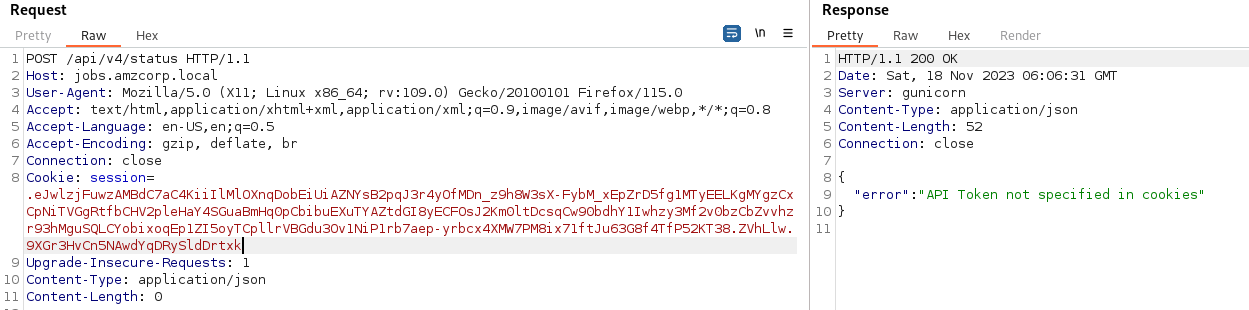 Request
Pretty Raw Hex
\n
1 POST /api/v4/status HTTP/1.1
2 Host: jobs.amzcorp.local
3 User-Agent: Mozilla/5.0 (X11; Linux x86_64; rv:109.0) Gecko/20100101 Firefox/115.0
4 Accept: text/html,application/xhtml+xml,application/xml;q=0.9,image/avif,image/webp,*/*;q=0.8
5 Accept-Language: en-US,en;q=0.5
6 Accept-Encoding: gzip, deflate, br
7 Connection: close
8 Cookie: session=
.eJwlzjFuwzAMBdC7aC4KiiIlMlOXnqDobEiUiAZNYsB2pqJ3r4yOfMDn_z9h8W3sX-FybM_xEpZrD5fg1MTyEELKgMYgzCx
CpNiTVGgRtfbCHV2pleHaY4SGuaBmHqOpCbibuEXuTYAZtdGI8yECFOsJ2Km0ltDcsqCw90bdhY1Iwhzy3Mf2v0bzCbZvvhz
r93hMguSQLCYobixoqEp1ZI5oyTCpllrVBGdu3Ov1NiP1rb7aep-yrbcx4XMW7PM8ix71ftJu63G8f4TfP52KT38.ZVhLlw.
9XGr3HvCn5NAwdYqDRySldDrtxk
9 Upgrade-Insecure-Requests: 1
10 Content-Type: application/json
11 Content-Length: 0
Response
Pretty Raw Hex Render
1 HTTP/1.1 200 OK
2 Date: Sat, 18 Nov 2023 06:06:31 GMT
3 Server: gunicorn
4 Content-Type: application/json
5 Content-Length: 52
6 Connection: close
7
8 {
9 "error":"API Token not specified in cookies"
10 }
11